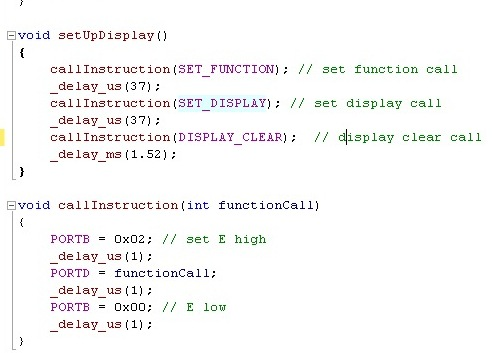 }
void setUpDisplay()
{
callInstruction(SET_FUNCTION); // set function call
_delay_us(37);
callInstruction(SET_DISPLAY); // set display call
_delay_us(37);
callInstruction(DISPLAY_CLEAR); // display clear call
_delay_ms(1.52);
}
void callInstruction(int functionCall)
{
PORTB = 0x02; // set E high
_delay_us(1);
PORTD = functionCall;
_delay_us(1);
PORTB = 0x00; // E low
_delay_us(1);
}